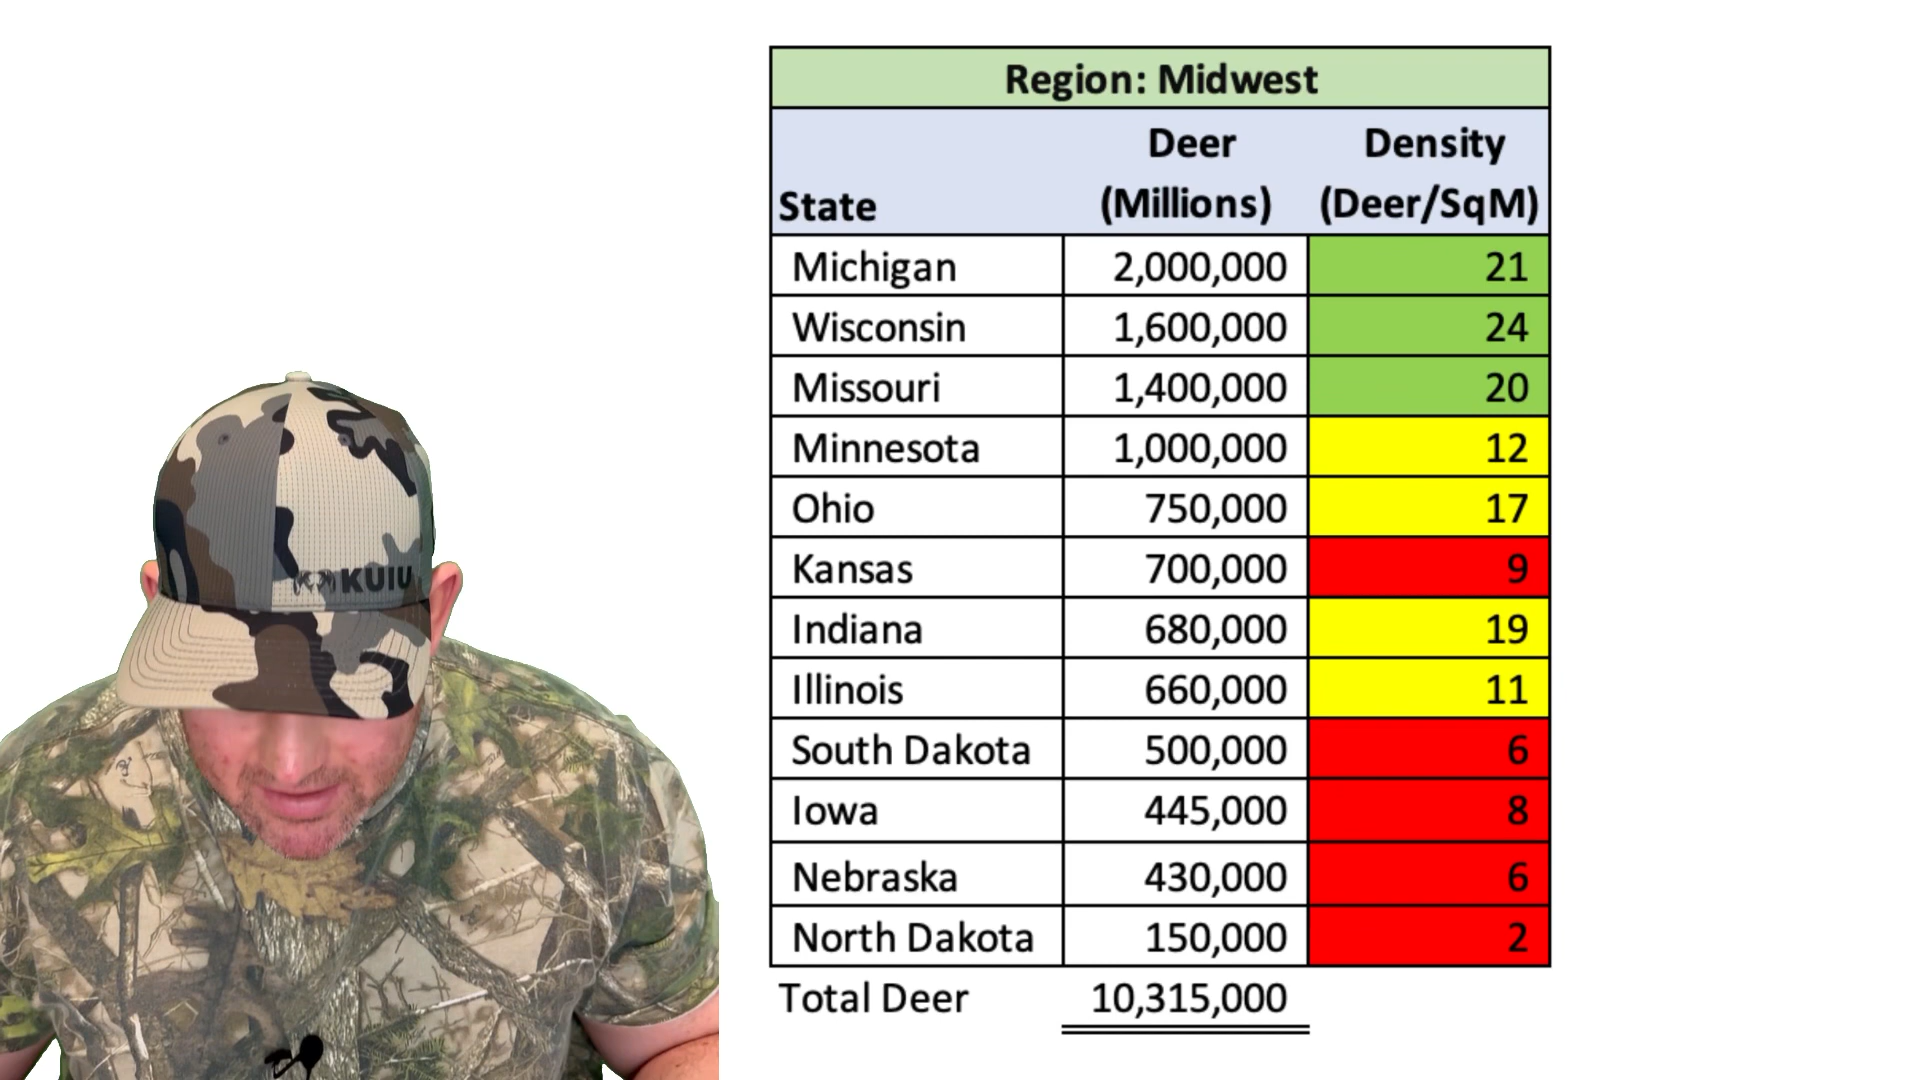 Region: Midwest
State Deer (Millions) Density (Deer/SqM)
Michigan 2,000,000 21
Wisconsin 1,600,000 24
Missouri 1,400,000 20
Minnesota 1,000,000 12
Ohio 750,000 17
Kansas 700,000 9
Indiana 680,000 19
Illinois 660,000 11
South Dakota 500,000 6
Iowa 445,000 8
Nebraska 430,000 6
North Dakota 150,000 2
Total Deer 10,315,000
KUIU